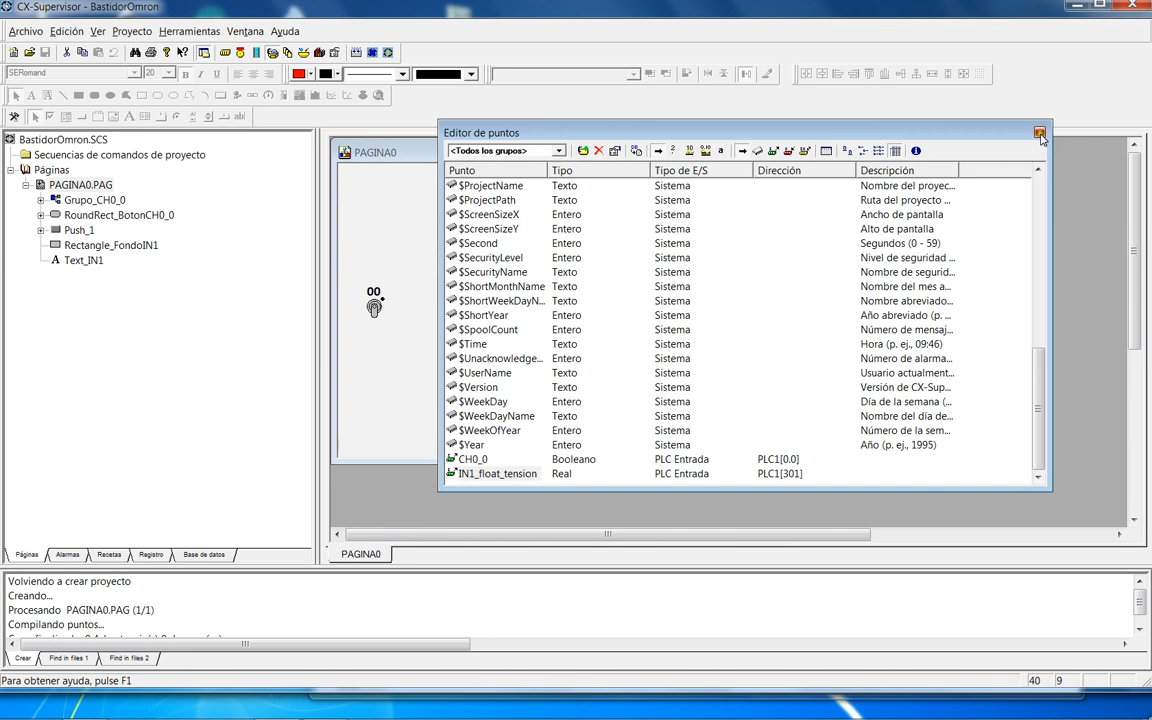 CX-Supervisor - BastidorOmron
Archivo Edición Ver Proyecto Herramientas Ventana Ayuda
SERomand 20 B I U
BastidorOmron.SCS
Secuencias de comandos de proyecto
Páginas
PAGINA0.PAG
Grupo_CH0_0
RoundRect_BotonCH0_0
Push_1
Rectangle_FondoIN1
A Text_IN1
Páginas Alarmas Recetas Registro Base de datos
PAGINA0
00
Editor de puntos
<Todos los grupos>
Punto Tipo Tipo de E/S Dirección Descripción
$ProjectName Texto Sistema Nombre del proyec...
$ProjectPath Texto Sistema Ruta del proyecto ...
$ScreenSizeX Entero Sistema Ancho de pantalla
$ScreenSizeY Entero Sistema Alto de pantalla
$Second Entero Sistema Segundos (0 - 59)
$SecurityLevel Entero Sistema Nivel de seguridad ...
$SecurityName Texto Sistema Nombre de segurid...
$ShortMonthName Texto Sistema Nombre del mes a...
$ShortWeekDayN... Texto Sistema Nombre abreviado...
$ShortYear Entero Sistema Año abreviado (p. ...
$SpoolCount Entero Sistema Número de mensaj...
$Time Texto Sistema Hora (p. ej., 09:46)
$Unacknowledge... Entero Sistema Número de alarma...
$UserName Texto Sistema Usuario actualment...
$Version Texto Sistema Versión de CX-Sup...
$WeekDay Entero Sistema Día de la semana (...
$WeekDayName Texto Sistema Nombre del día de...
$WeekOfYear Entero Sistema Número de la sem...
$Year Entero Sistema Año (p. ej., 1995)
CH0_0 Booleano PLC Entrada PLC1[0.0]
IN1_float_tension Real PLC Entrada PLC1[301]
PAGINA0
Volviendo a crear proyecto
Creando...
Procesando PAGINA0.PAG (1/1)
Compilando puntos...
Crear Find in files 1 Find in files 2
Para obtener ayuda, pulse F1 40 9